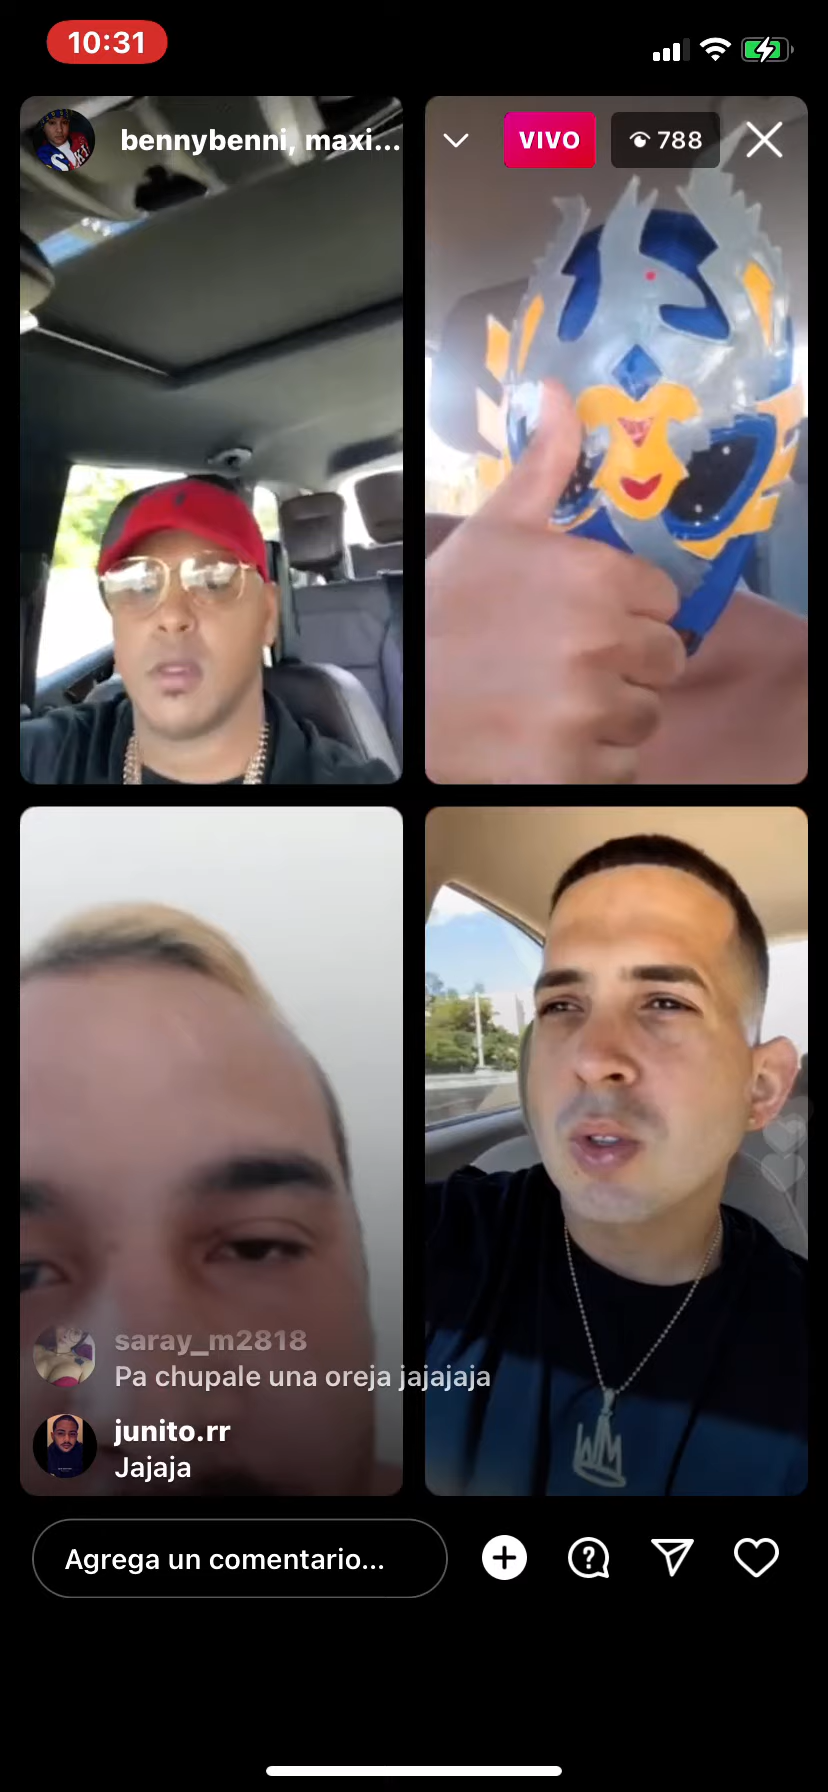 10:31
bennybenni, maxi...
VIVO
788
saray_m2818
Pa chupale una oreja jajajaja
junito.rr
Jajaja
Agrega un comentario...